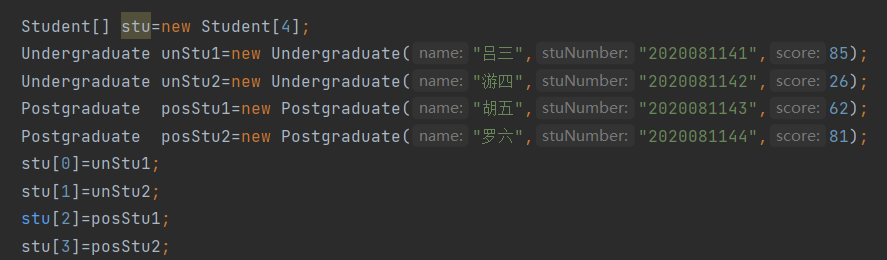 Student[] stu=new Student[4];
Undergraduate unStu1=new Undergraduate( name: "吕三", stuNumber: "2020081141", score: 85);
Undergraduate unStu2=new Undergraduate( name: "游四", stuNumber: "2020081142", score: 26);
Postgraduate  posStu1=new Postgraduate( name: "胡五", stuNumber: "2020081143", score: 62);
Postgraduate  posStu2=new Postgraduate( name: "罗六", stuNumber: "2020081144", score: 81);
stu[0]=unStu1;
stu[1]=unStu2;
stu[2]=posStu1;
stu[3]=posStu2;